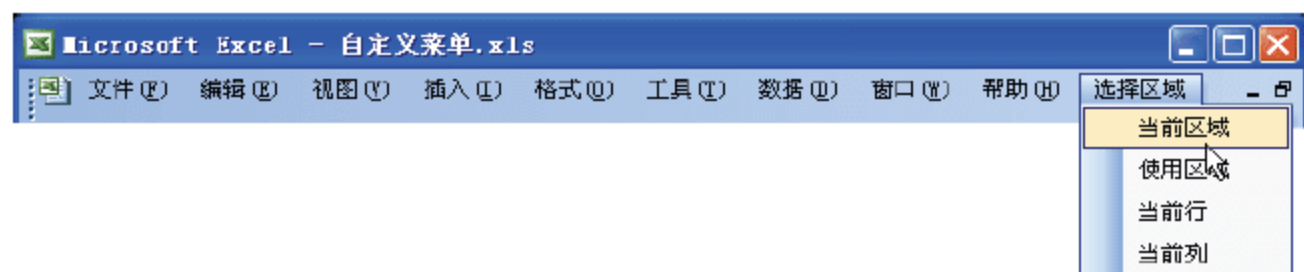 Microsoft Excel - 自定义菜单.xls
文件(F) 编辑(E) 视图(V) 插入(I) 格式(O) 工具(T) 数据(D) 窗口(W) 帮助(H) 选择区域
当前区域
使用区域
当前行
当前列